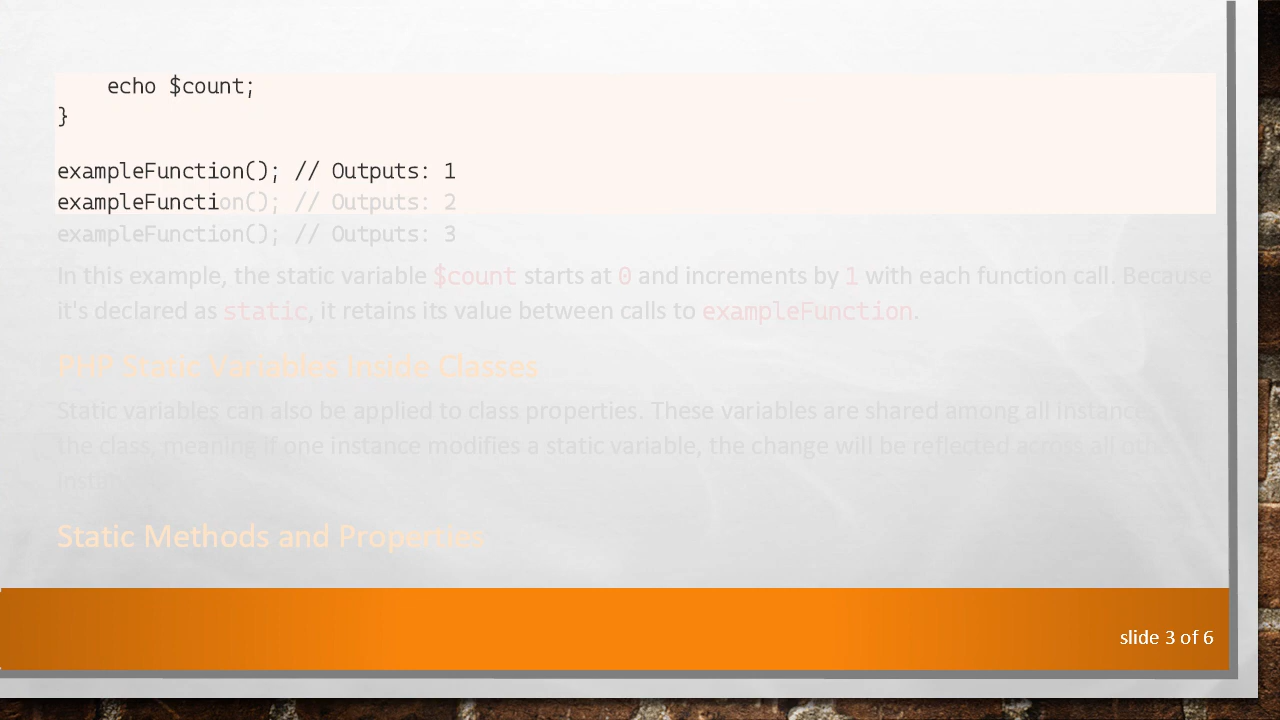 echo $count;
}
exampleFunction(); // Outputs: 1
exampleFunction(); // Outputs: 2
exampleFunction(); // Outputs: 3
In this example, the static variable $count starts at 0 and increments by 1 with each function call. Because
it's declared as static, it retains its value between calls to exampleFunction.
PHP Static Variables Inside Classes
Static variables can also be applied to class properties. These variables are shared among all instances
the class, meaning if one instance modifies a static variable, the change will be reflected across all
Static Methods and Properties
slide 3 of 6